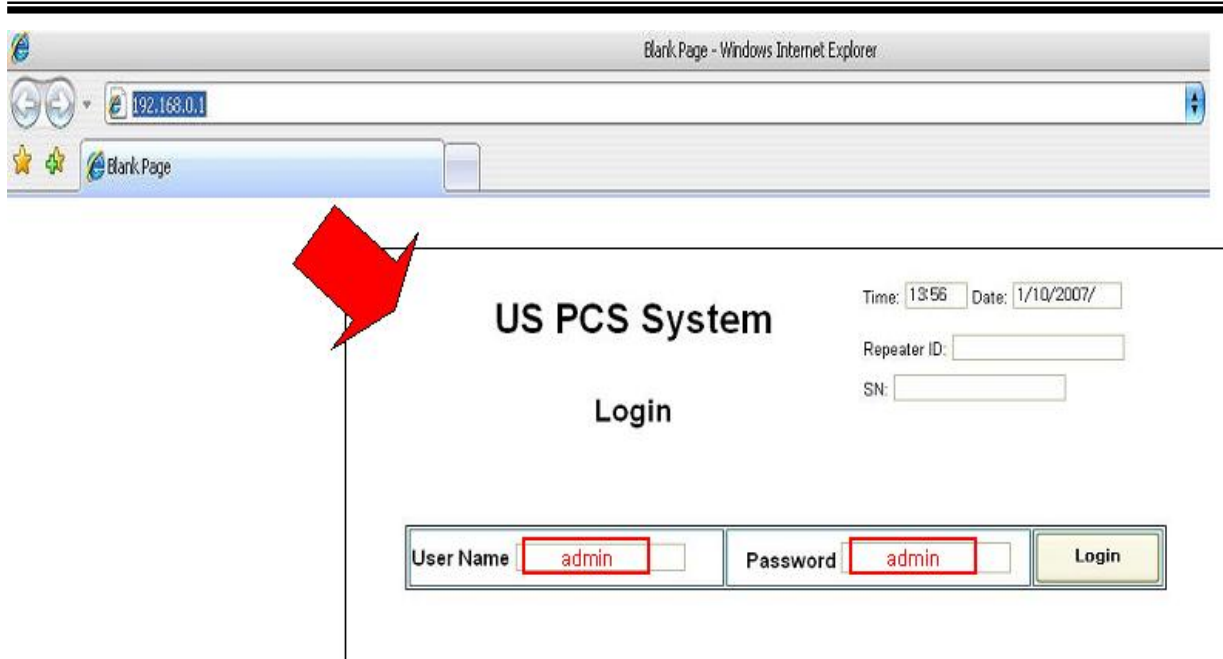 Blank Page - Windows Internet Explorer
192.168.0.1
Blank Page
US PCS System
Time: 13:56 Date: 1/10/2007/
Repeater ID:
SN:
Login
User Name admin Password admin Login